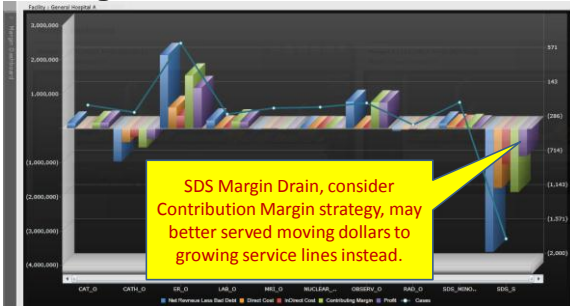 Facility : General Hospital A
Margin Dashboard
3,000,000
2,000,000
1,000,000
(1,000,000)
(2,000,000)
(3,000,000)
(4,000,000)
571
143
(286)
(714)
(1,143)
(1,571)
(2,000)
SDS Margin Drain, consider
Contribution Margin strategy, may
better served moving dollars to
growing service lines instead.
CAT_O CATH_O ER_O LAB_O MRI_O NUCLEAR_.. OBSERV_O RAD_O SDS_MINO.. SDS_O
Net Revenue Less Bad Debt Direct Cost InDirect Cost Contributing Margin Profit Cases